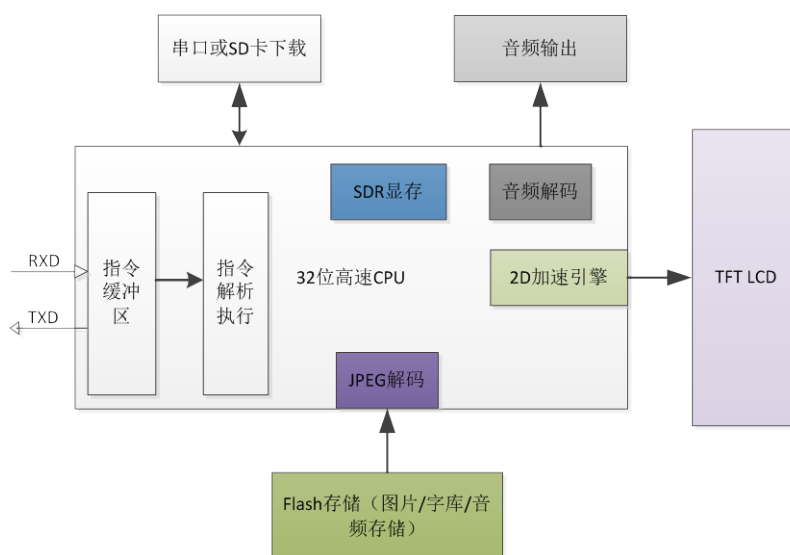 串口或SD卡下载
音频输出
SDR显存
音频解码
RXD
TXD
指令
缓冲
区
指令
解析
执行
32位高速CPU
2D加速引擎
TFT LCD
JPEG解码
Flash存储（图片/字库/音
频存储）